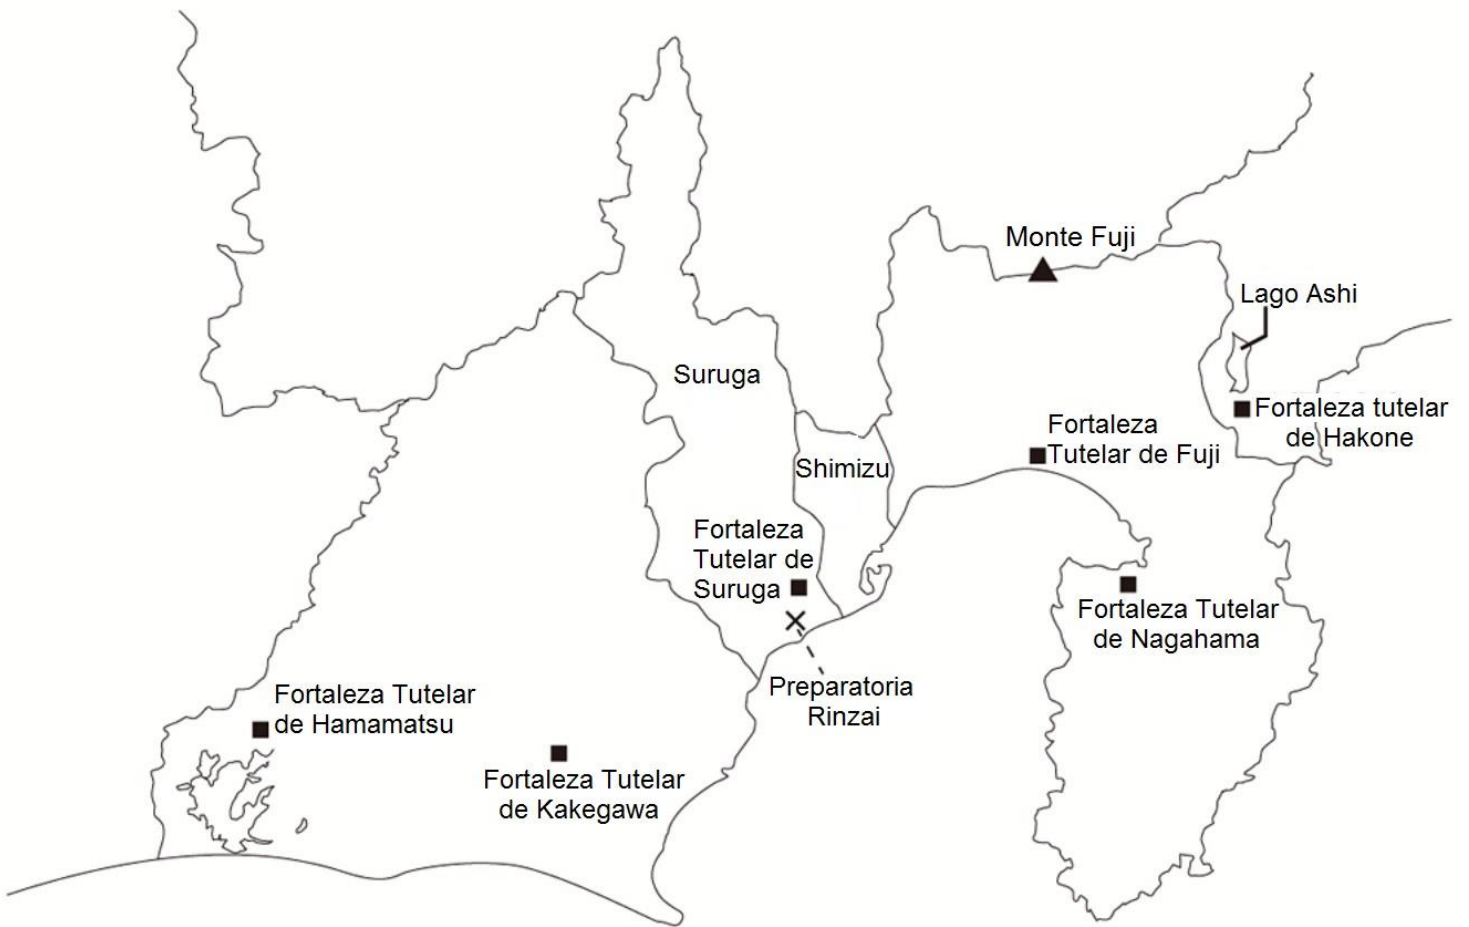 Monte Fuji
Lago Ashi
Suruga
Fortaleza tutelar
de Hakone
Fortaleza
Tutelar de Fuji
Shimizu
Fortaleza
Tutelar de
Suruga
Fortaleza Tutelar
de Nagahama
Preparatoria
Rinzai
Fortaleza Tutelar
de Hamamatsu
Fortaleza Tutelar
de Kakegawa